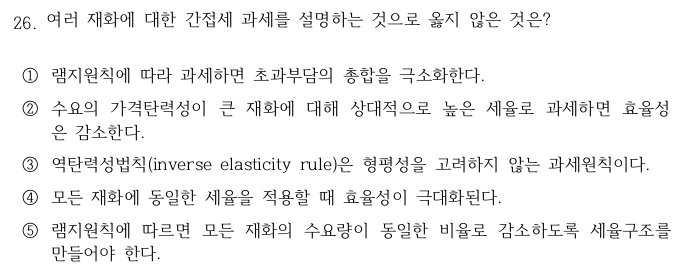 26. 여러 재화에 대한 간접세 과세를 설명하는 것으로 옳지 않은 것은?
① 램지원칙에 따라 과세하면 초과부담의 총합을 극소화한다.
② 수요의 가격탄력성이 큰 재화에 대해 상대적으로 높은 세율로 과세하면 효율성
은 감소한다.
③ 역탄력성법칙(inverse elasticity rule)은 형평성을 고려하지 않는 과세원칙이다.
④ 모든 재화에 동일한 세율을 적용할 때 효율성이 극대화된다.
⑤ 램지원칙에 따르면 모든 재화의 수요량이 동일한 비율로 감소하도록 세율구조를
만들어야 한다.